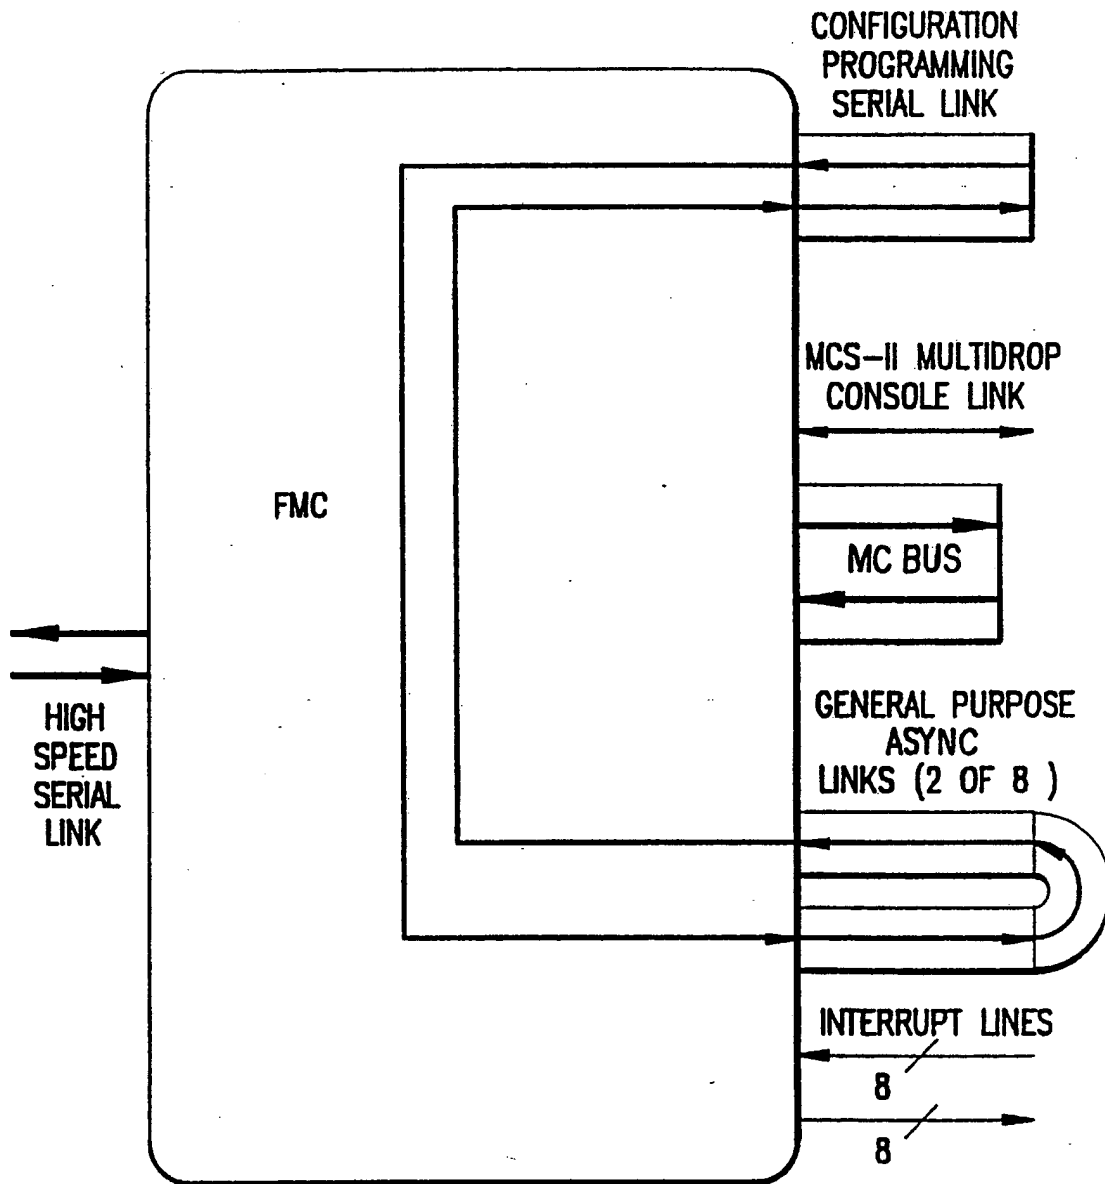 CONFIGURATION
PROGRAMMING
SERIAL LINK
MCS-II MULTIDROP
CONSOLE LINK
FMC
MC BUS
HIGH
SPEED
SERIAL
LINK
GENERAL PURPOSE
ASYNC
LINKS (2 OF 8 )
INTERRUPT LINES
8
8